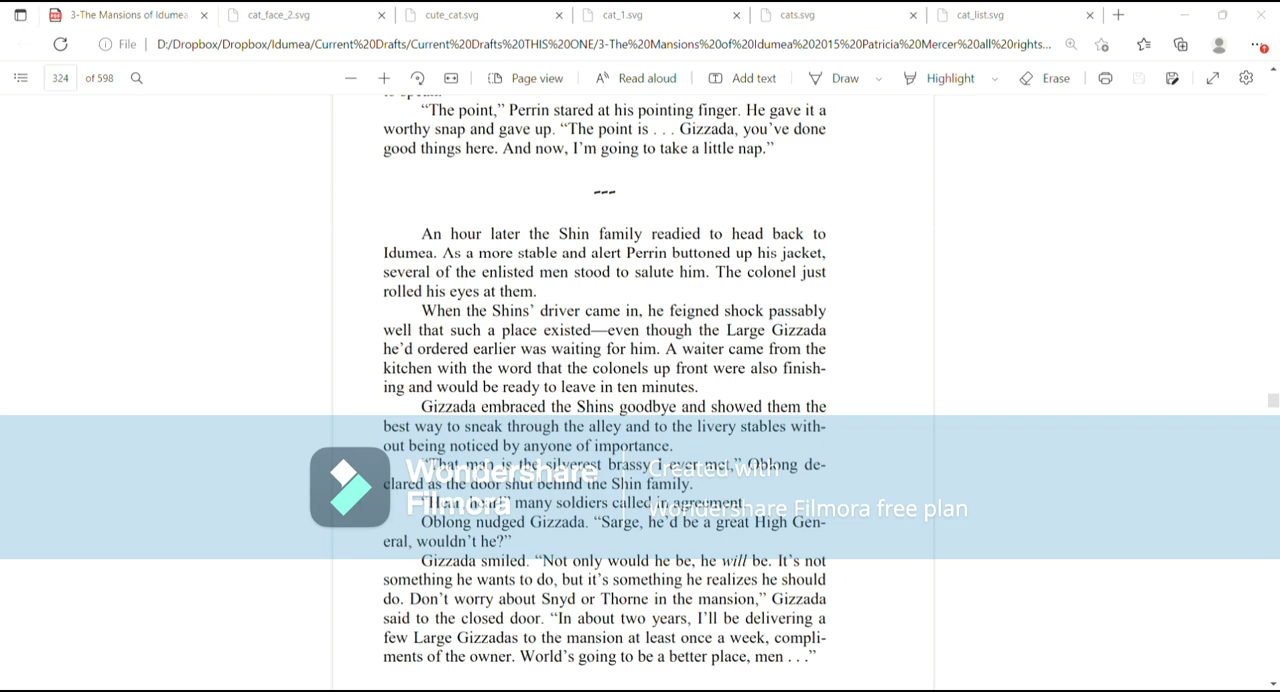 3-The Mansions of Idumea
cat_face_2.svg
cute_cat.svg
cat_1.svg
cats.svg
cat_list.svg
File
D:/Dropbox/Dropbox/Idumea/Current%20Drafts/Current%20Drafts%20THIS%20ONE/3-The%20Mansions%20of%20Idumea%202015%20Patricia%20Mercer%20all%20rights...
324 of 598
Page view
Read aloud
Add text
Draw
Highlight
Erase
“The point,” Perrin stared at his pointing finger. He gave it a
worthy snap and gave up. “The point is . . . Gizzada, you’ve done
good things here. And now, I’m going to take a little nap.”
~~~
An hour later the Shin family readied to head back to
Idumea. As a more stable and alert Perrin buttoned up his jacket,
several of the enlisted men stood to salute him. The colonel just
rolled his eyes at them.
When the Shins’ driver came in, he feigned shock passably
well that such a place existed—even though the Large Gizzada
he’d ordered earlier was waiting for him. A waiter came from the
kitchen with the word that the colonels up front were also finish-
ing and would be ready to leave in ten minutes.
Gizzada embraced the Shins goodbye and showed them the
best way to sneak through the alley and to the livery stables with-
out being noticed by anyone of importance.
“That man is the silverest brassy I ever met,” Oblong de-
clared as the door shut behind the Shin family.
many soldiers called in agreement.
Oblong nudged Gizzada. “Sarge, he’d be a great High Gen-
eral, wouldn’t he?”
Gizzada smiled. “Not only would he be, he will be. It’s not
something he wants to do, but it’s something he realizes he should
do. Don’t worry about Snyd or Thorne in the mansion,” Gizzada
said to the closed door. “In about two years, I’ll be delivering a
few Large Gizzadas to the mansion at least once a week, compli-
ments of the owner. World’s going to be a better place, men . . .”
Wondershare
Filmora
Created with
Wondershare Filmora free plan